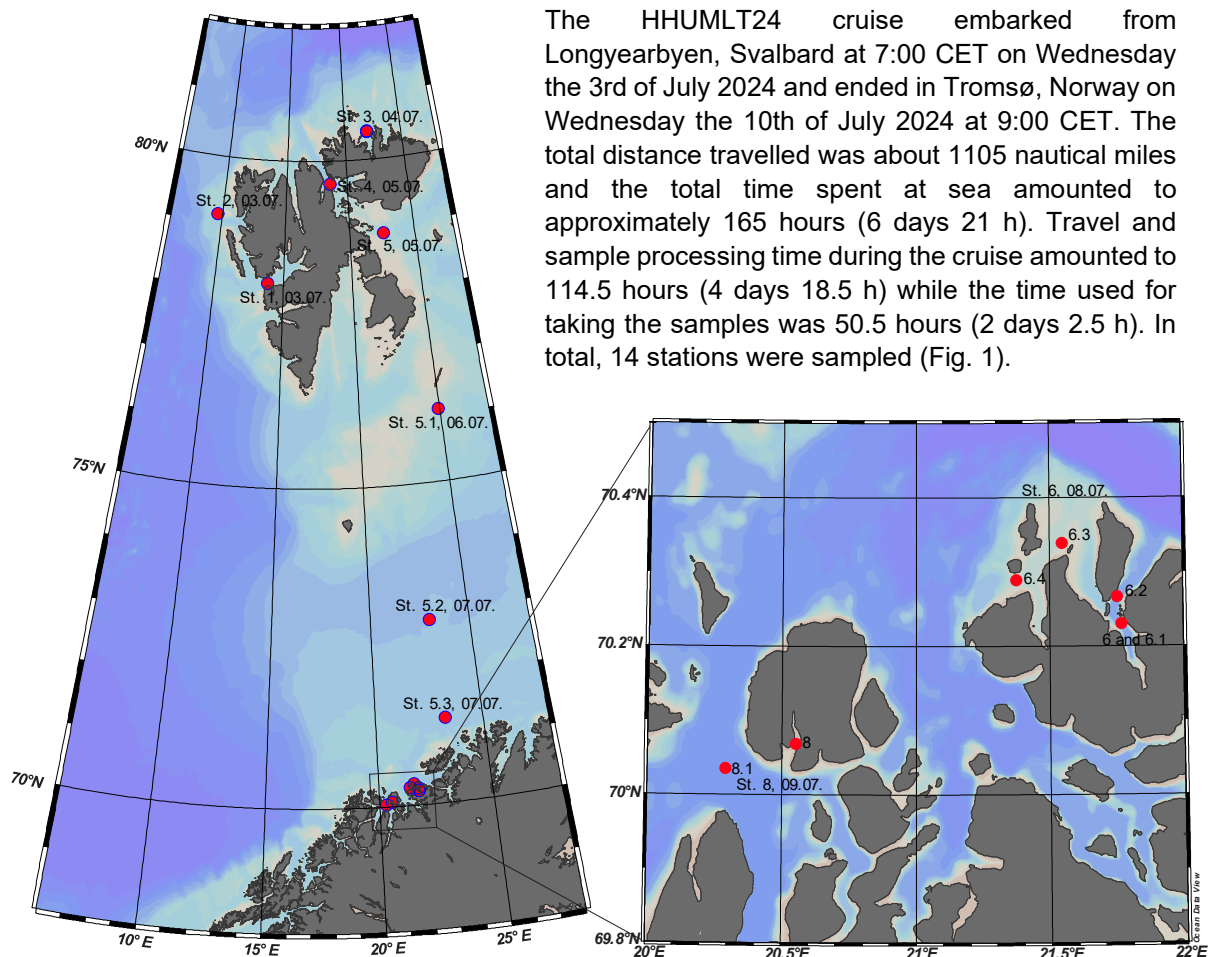 The HHUMLT24 cruise embarked from
Longyearbyen, Svalbard at 7:00 CET on Wednesday
the 3rd of July 2024 and ended in Tromsø, Norway on
Wednesday the 10th of July 2024 at 9:00 CET. The
total distance travelled was about 1105 nautical miles
and the total time spent at sea amounted to
approximately 165 hours (6 days 21 h). Travel and
sample processing time during the cruise amounted to
114.5 hours (4 days 18.5 h) while the time used for
taking the samples was 50.5 hours (2 days 2.5 h). In
total, 14 stations were sampled (Fig. 1).
St. 3, 04.07.
80°N
St. 4, 05.07.
St. 2, 03.07.
St. 5, 05.07.
St. 1, 03.07.
St. 5.1, 06.07.
75°N
St. 5.2, 07.07.
St. 5.3, 07.07.
70°N
10° E
15° E
20° E
25° E
70.4°N
St. 6, 08.07.
6.3
6.4
6.2
6 and 6.1
70.2°N
8
8.1
St. 8, 09.07.
70°N
69.8°N
20°E
20.5°E
21°E
21.5°E
22°E
Ocean Data View